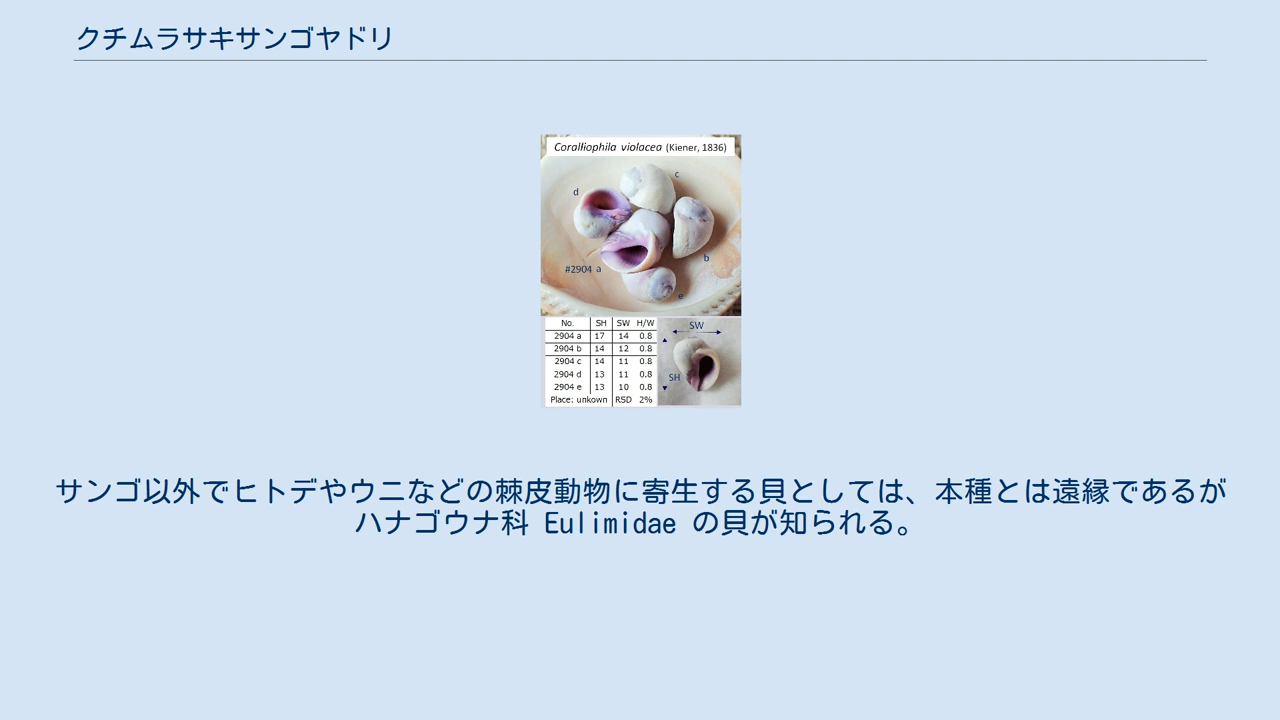 クチムラサキサンゴヤドリ
Coralliophila violacea (Kiener, 1836)
c
d
b
#2904 a
e
No. SH SW H/W
2904 a 17 14 0.8
2904 b 14 12 0.8
2904 c 14 11 0.8
2904 d 13 11 0.8
2904 e 13 10 0.8
Place: unkown RSD 2%
SW
SH
サンゴ以外でヒトデやウニなどの棘皮動物に寄生する貝としては、本種とは遠縁であるが
ハナゴウナ科 Eulimidae の貝が知られる。